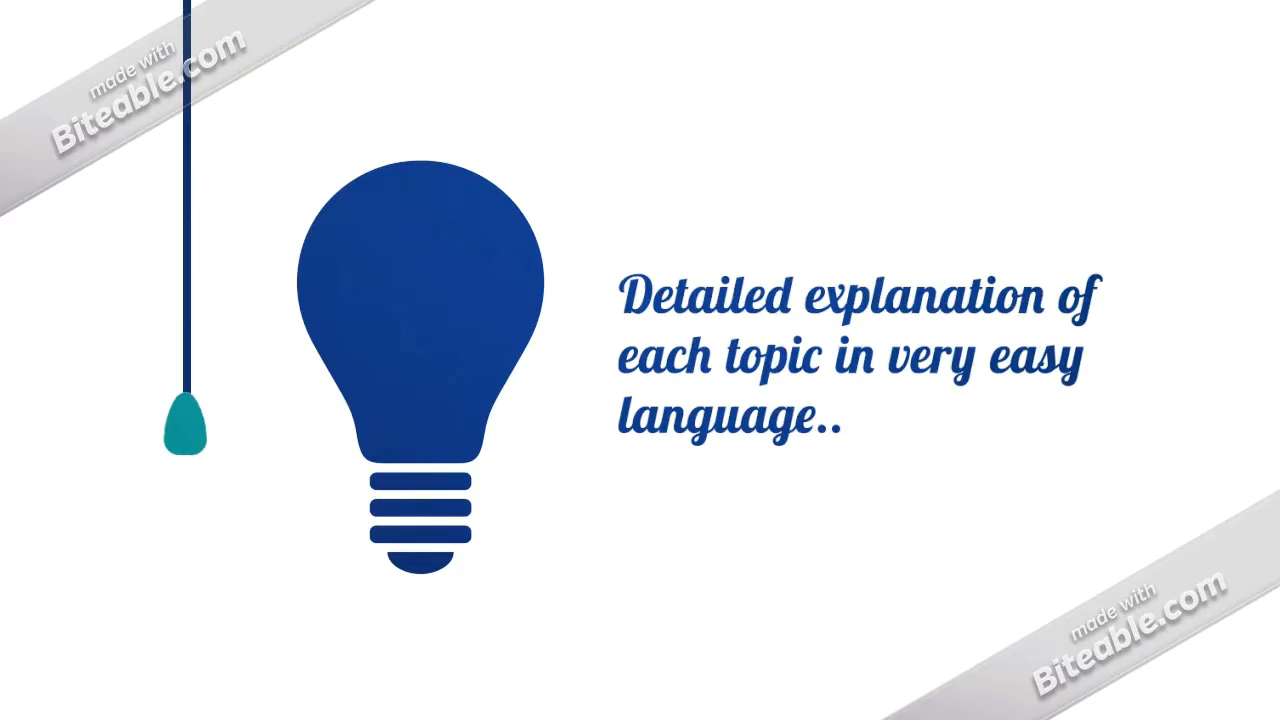 made with
Biteable.com
Detailed explanation of
each topic in very easy
language..
made with
Biteable.com